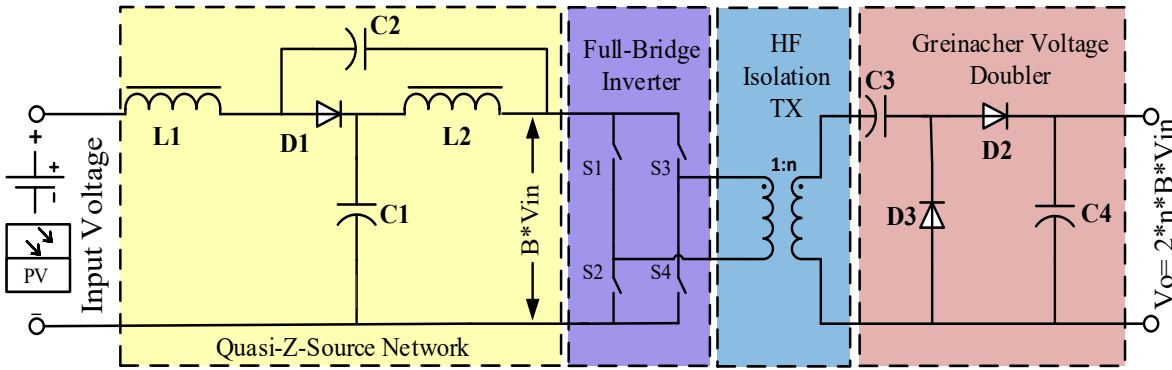 C2
L1
D1
L2
C1
+
+
−
PV
−
Input Voltage
B*Vin
Quasi-Z-Source Network
Full-Bridge
Inverter
S1
S3
S2
S4
HF
Isolation
TX
1:n
Greinacher Voltage
Doubler
C3
D2
D3
C4
Vo= 2*n*B*Vin